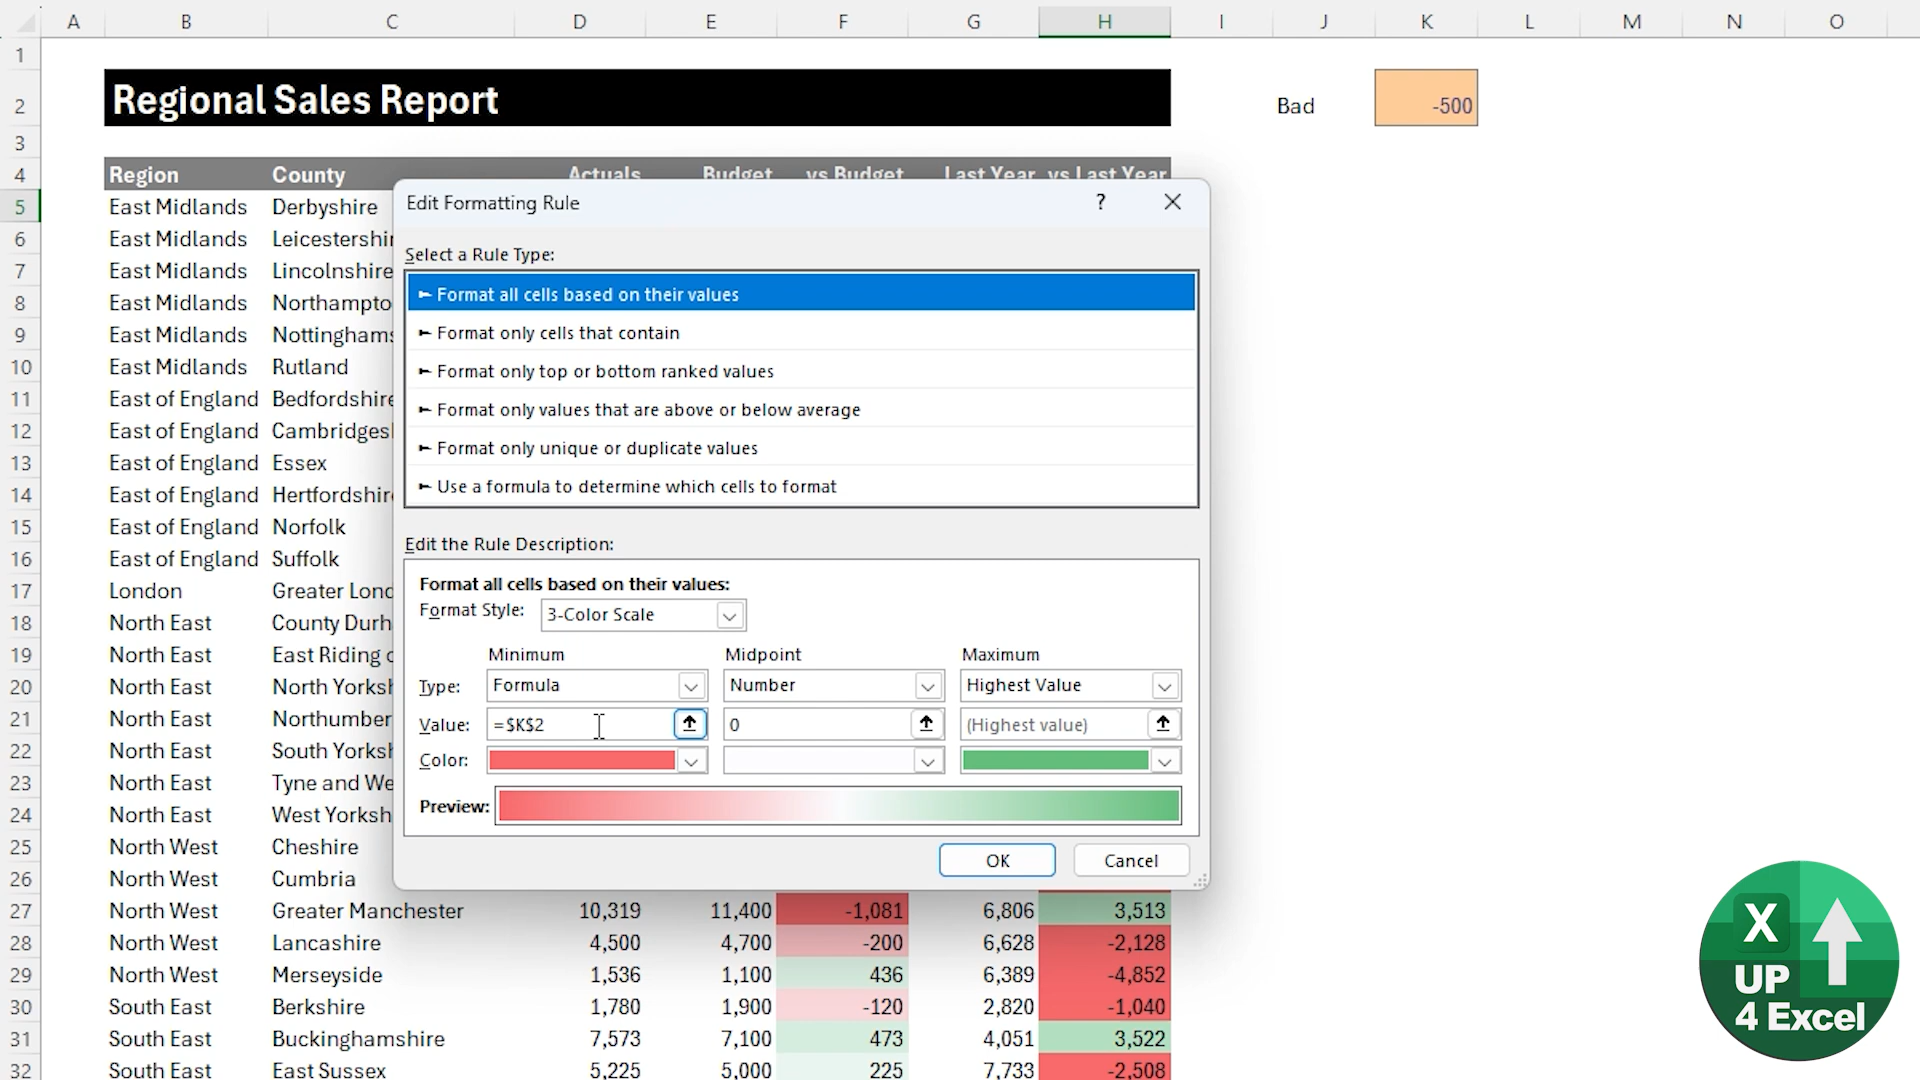 A B C D E F G H I J K L M N O
1
2 Regional Sales Report Bad -500
3
4 Region County Actuals Budget vs Budget Last Year vs Last Year
5 East Midlands Derbyshire
6 East Midlands
7 East Midlands Lincolnshire
8 East Midlands
9 East Midlands
10 East Midlands Rutland
11 East of England Bedfordshire
12 East of England
13 East of England Essex
14 East of England
15 East of England Norfolk
16 East of England Suffolk
17 London Greater
18 North East County
19 North East East Riding
20 North East North
21 North East
22 North East South
23 North East Tyne and
24 North East West
25 North West Cheshire
26 North West Cumbria
27 North West Greater Manchester 10,319 11,400 -1,081 6,806 3,513
28 North West Lancashire 4,500 4,700 -200 6,628 -2,128
29 North West Merseyside 1,536 1,100 436 6,389 -4,852
30 South East Berkshire 1,780 1,900 -120 2,820 -1,040
31 South East Buckinghamshire 7,573 7,100 473 4,051 3,522
32 South East East Sussex 5,225 5,000 225 7,733 -2,508
Edit Formatting Rule ?
Select a Rule Type:
► Format all cells based on their values
► Format only cells that contain
► Format only top or bottom ranked values
► Format only values that are above or below average
► Format only unique or duplicate values
► Use a formula to determine which cells to format
Edit the Rule Description:
Format all cells based on their values:
Format Style: 3-Color Scale
Minimum Midpoint Maximum
Type: Formula Number Highest Value
Value: =$K$2 0 (Highest value)
Color:
Preview:
OK Cancel
X
UP
4 Excel